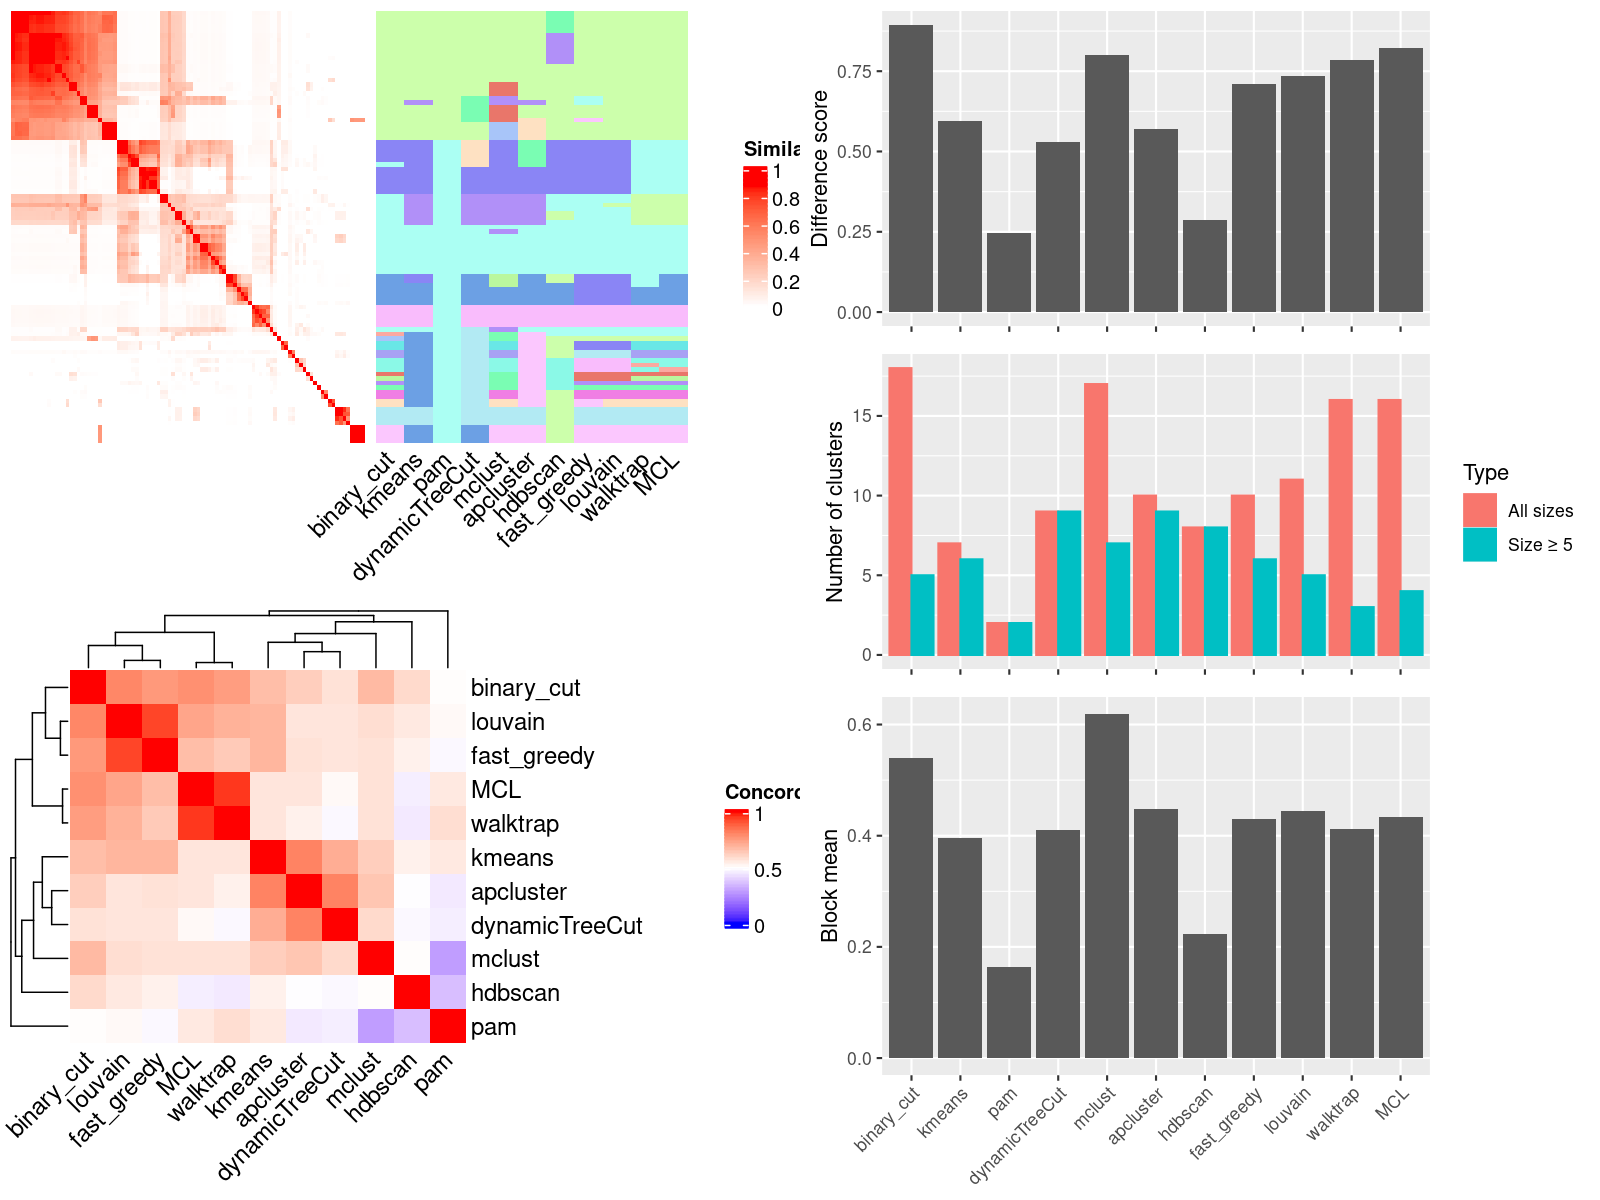 Simila
1
0.8
0.6
0.4
0.2
0
binary_cut
kmeans
pam
dynamicTreeCut
mclust
apcluster
hdbscan
fast_greedy
louvain
walktrap
MCL
binary_cut
louvain
fast_greedy
MCL
walktrap
kmeans
apcluster
dynamicTreeCut
mclust
hdbscan
pam
binary_cut
louvain
fast_greedy
MCL
walktrap
kmeans
apcluster
dynamicTreeCut
mclust
hdbscan
pam
Concord
1
0.5
0
Difference score
0.75
0.50
0.25
0.00
Number of clusters
15
10
5
0
Type
All sizes
Size ≥ 5
Block mean
0.6
0.4
0.2
0.0
binary_cut
kmeans
pam
dynamicTreeCut
mclust
apcluster
hdbscan
fast_greedy
louvain
walktrap
MCL